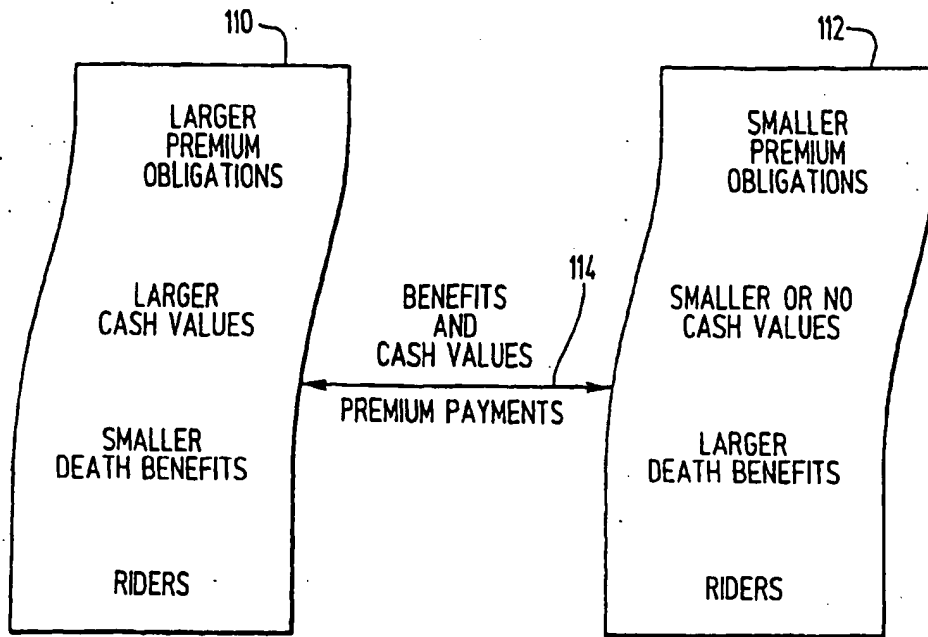 110
112
LARGER
PREMIUM
OBLIGATIONS
SMALLER
PREMIUM
OBLIGATIONS
114
LARGER
CASH VALUES
BENEFITS
AND
CASH VALUES
SMALLER OR NO
CASH VALUES
PREMIUM PAYMENTS
SMALLER
DEATH BENEFITS
LARGER
DEATH BENEFITS
RIDERS
RIDERS